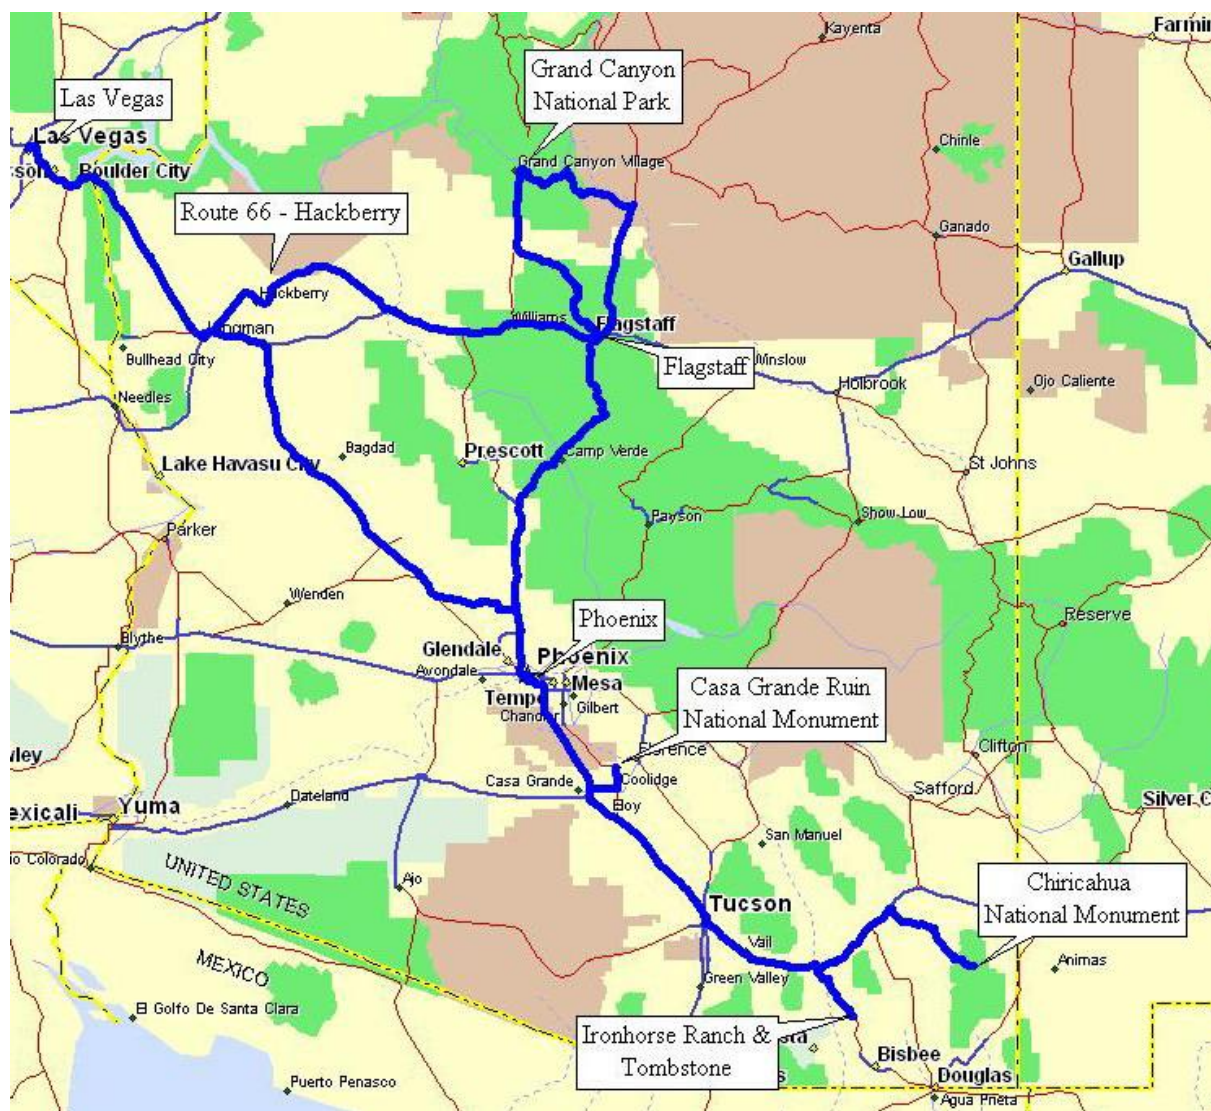 Kayenta
Farmin
Grand Canyon
National Park
Las Vegas
Las Vegas
Chinle
Grand Canyon Village
Boulder City
Route 66 - Hackberry
Ganado
Gallup
Hackberry
Kingman
Williams
Flagstaff
Bullhead City
Flagstaff
Winslow
Holbrook
Ojo Caliente
Needles
Bagdad
Prescott
Camp Verde
Lake Havasu City
St Johns
Parker
Payson
Show Low
Wenden
Reserve
Phoenix
Blythe
Glendale
Phoenix
Avondale
Mesa
Tempe
Gilbert
Chandler
Casa Grande Ruin
National Monument
wley
Florence
Clifton
Casa Grande
Coolidge
Safford
Dateland
Eloy
Silver C
exicali
Yuma
San Manuel
io Colorado
UNITED STATES
Ajo
Chiricahua
National Monument
Tucson
Vail
MEXICO
Green Valley
Animas
El Golfo De Santa Clara
Ironhorse Ranch &
Tombstone
sta
Bisbee
Douglas
Puerto Penasco
Agua Prieta